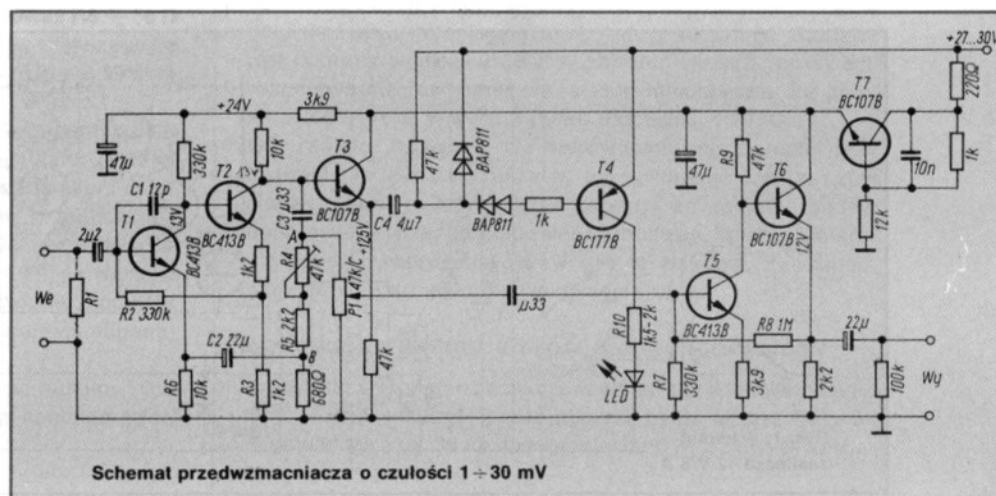 +27...30V
+24V
3k9
T7
BC107B
220Ω
47µ
330k
10k
T3
47k
BAP811
T4
47µ
R9
47k
T6
10n
1k
C1 12p
T2
13V
C3 µ33
BC107B
C4 4µ7
BAP811
1k
BC177B
BC107B
12k
T1
BC413B
A
+12,5V
2µ2
BC413B
1k2
R4
47k
P1
47k/C
µ33
T5
12V
We
R1
R2 330k
R5 2k2
R10
1k5-2k
BC413B
R8 1M
22µ
C2 22µ
B
47k
R7
330k
Wy
R6
10k
R3
1k2
680Ω
LED
3k9
2k2
100k
Schemat przedwzmacniacza o czułości 1÷30 mV